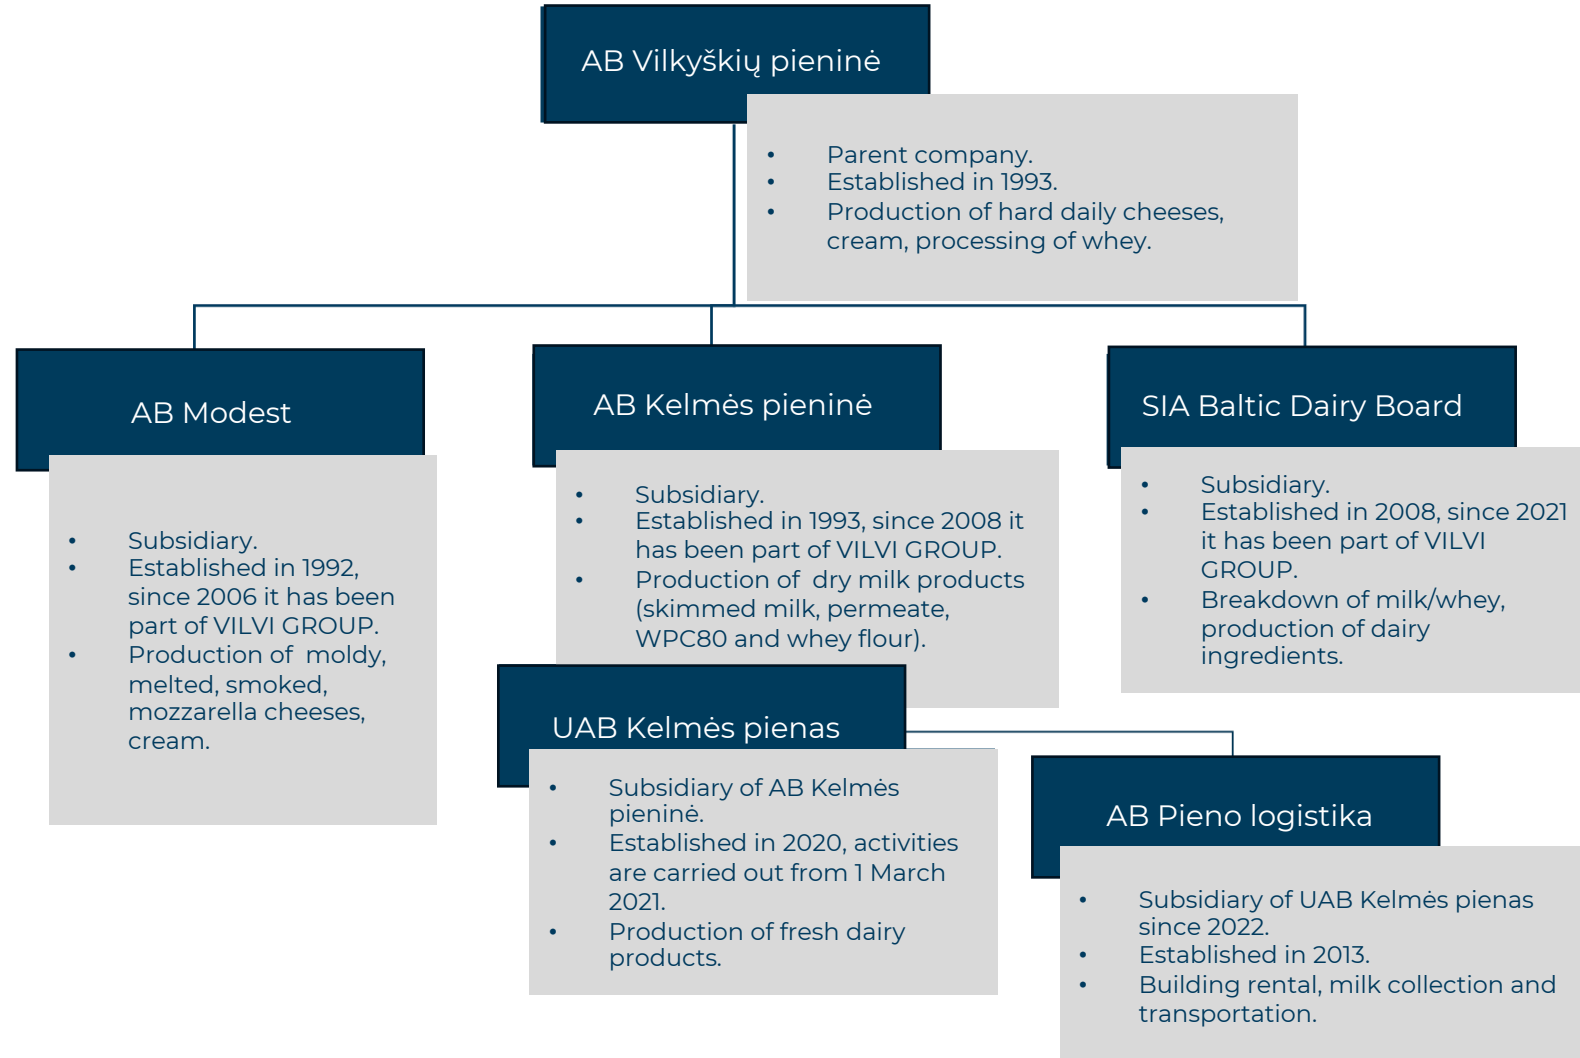 AB Vilkyškių pieninė
• Parent company.
• Established in 1993.
• Production of hard daily cheeses,
cream, processing of whey.
AB Modest
• Subsidiary.
• Established in 1992,
since 2006 it has been
part of VILVI GROUP.
• Production of  moldy,
melted, smoked,
mozzarella cheeses,
cream.
AB Kelmės pieninė
• Subsidiary.
• Established in 1993, since 2008 it
has been part of VILVI GROUP.
• Production of  dry milk products
(skimmed milk, permeate,
WPC80 and whey flour).
SIA Baltic Dairy Board
• Subsidiary.
• Established in 2008, since 2021
it has been part of VILVI
GROUP.
• Breakdown of milk/whey,
production of dairy
ingredients.
UAB Kelmės pienas
• Subsidiary of AB Kelmės
pieninė.
• Established in 2020, activities
are carried out from 1 March
2021.
• Production of fresh dairy
products.
AB Pieno logistika
• Subsidiary of UAB Kelmės pienas
since 2022.
• Established in 2013.
• Building rental, milk collection and
transportation.